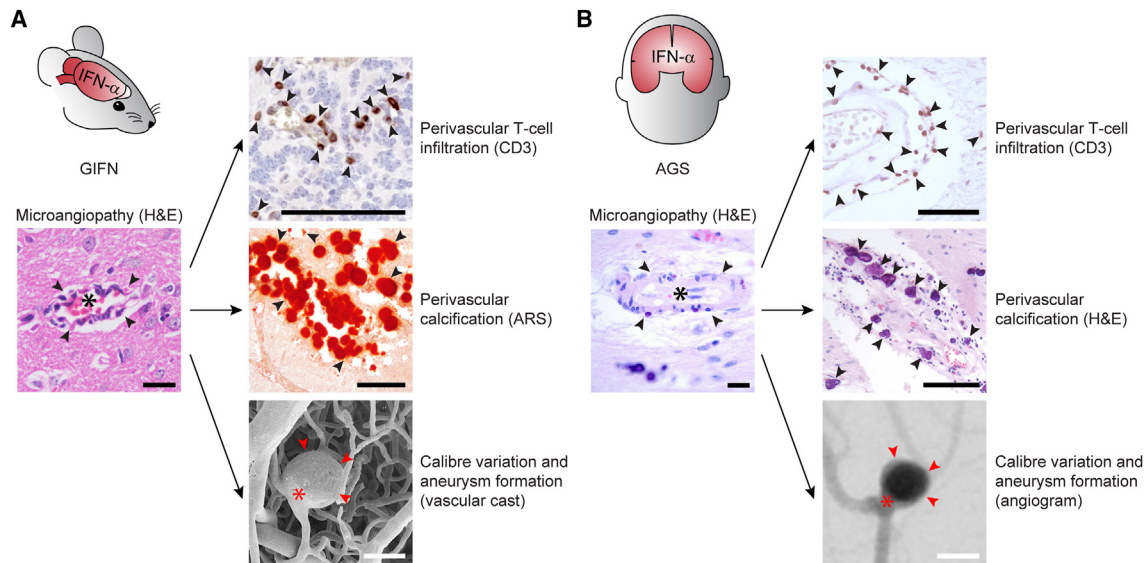 A
IFN-α
GIFN
Microangiopathy (H&E)
Perivascular T-cell
infiltration (CD3)
Perivascular
calcification (ARS)
Calibre variation and
aneurysm formation
(vascular cast)
B
IFN-α
AGS
Microangiopathy (H&E)
Perivascular T-cell
infiltration (CD3)
Perivascular
calcification (H&E)
Calibre variation and
aneurysm formation
(angiogram)